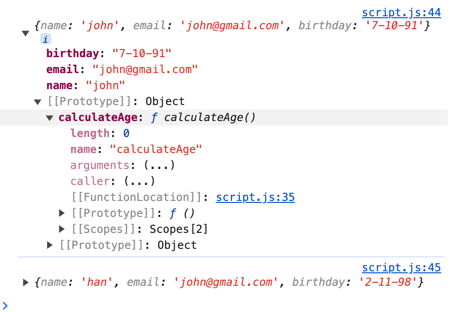 script.js:44
{name: 'john', email: 'john@gmail.com', birthday: '7-10-91'}
i
birthday: "7-10-91"
email: "john@gmail.com"
name: "john"
[[Prototype]]: Object
calculateAge: ƒ calculateAge()
length: 0
name: "calculateAge"
arguments: (...)
caller: (...)
[[FunctionLocation]]: script.js:35
[[Prototype]]: ƒ ()
[[Scopes]]: Scopes[2]
[[Prototype]]: Object
script.js:45
{name: 'han', email: 'john@gmail.com', birthday: '2-11-98'}